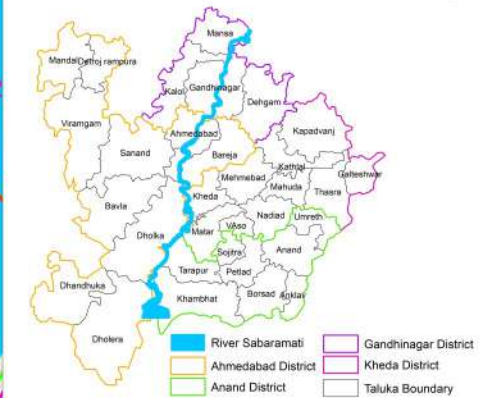 Mansa
Mandal
Detroj rampura
Kalol
Gandhinagar
Dehgam
Viramgam
Ahmedabad
Kapadvanj
Sanand
Bareja
Kathlal
Galteshwar
Mehmebad
Mahuda
Thasra
Bavla
Kheda
Matar
VAso
Nadiad
Umreth
Dholka
Sojitra
Anand
Tarapur
Petlad
Dhandhuka
Khambhat
Borsad
Anklav
Dholera
River Sabaramati
Gandhinagar District
Ahmedabad District
Kheda District
Anand District
Taluka Boundary